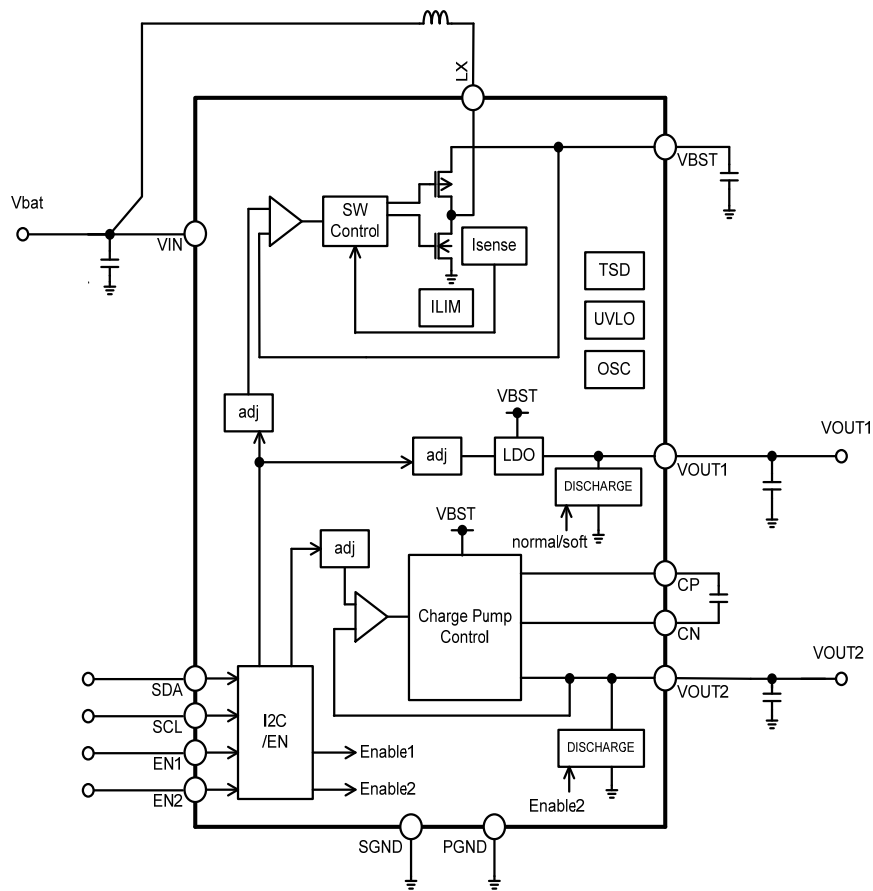 LX
VBST
Vbat
VIN
SW
Control
Isense
ILIM
TSD
UVLO
OSC
adj
VBST
adj
LDO
VOUT1
VOUT1
DISCHARGE
normal/soft
VBST
adj
Charge Pump
Control
CP
CN
VOUT2
VOUT2
SDA
SCL
EN1
EN2
I2C
/EN
Enable1
Enable2
DISCHARGE
Enable2
SGND
PGND